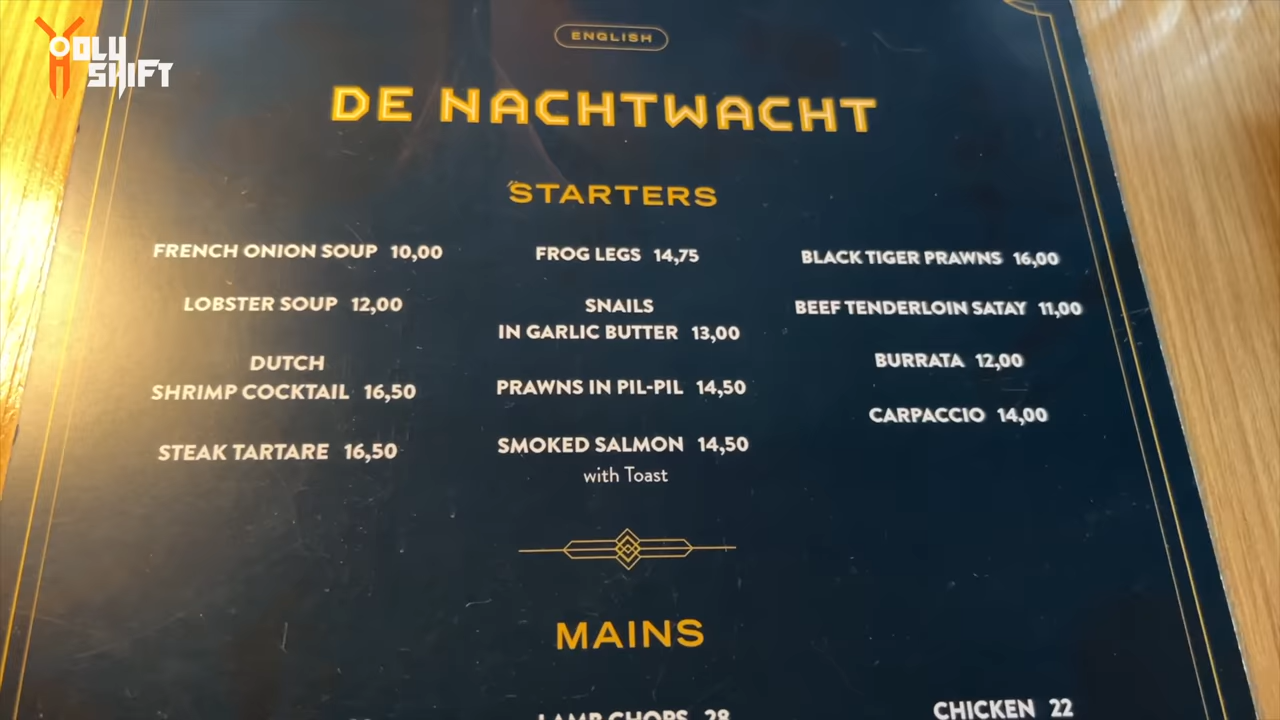 YOLY
SHIFT
ENGLISH
DE NACHTWACHT
STARTERS
FRENCH ONION SOUP 10,00
LOBSTER SOUP 12,00
DUTCH
SHRIMP COCKTAIL 16,50
STEAK TARTARE 16,50
FROG LEGS 14,75
SNAILS
IN GARLIC BUTTER 13,00
PRAWNS IN PIL-PIL 14,50
SMOKED SALMON 14,50
with Toast
BLACK TIGER PRAWNS 16,00
BEEF TENDERLOIN SATAY 11,00
BURRATA 12,00
CARPACCIO 14,00
MAINS
LAMB CHOPS 28
CHICKEN 22